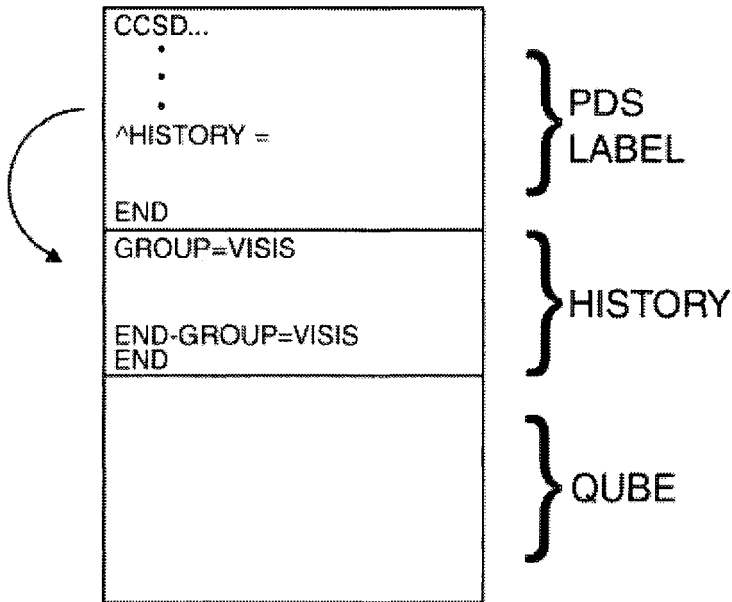 CCSD...
^HISTORY =
END
PDS
LABEL
GROUP=VISIS
END-GROUP=VISIS
END
HISTORY
QUBE